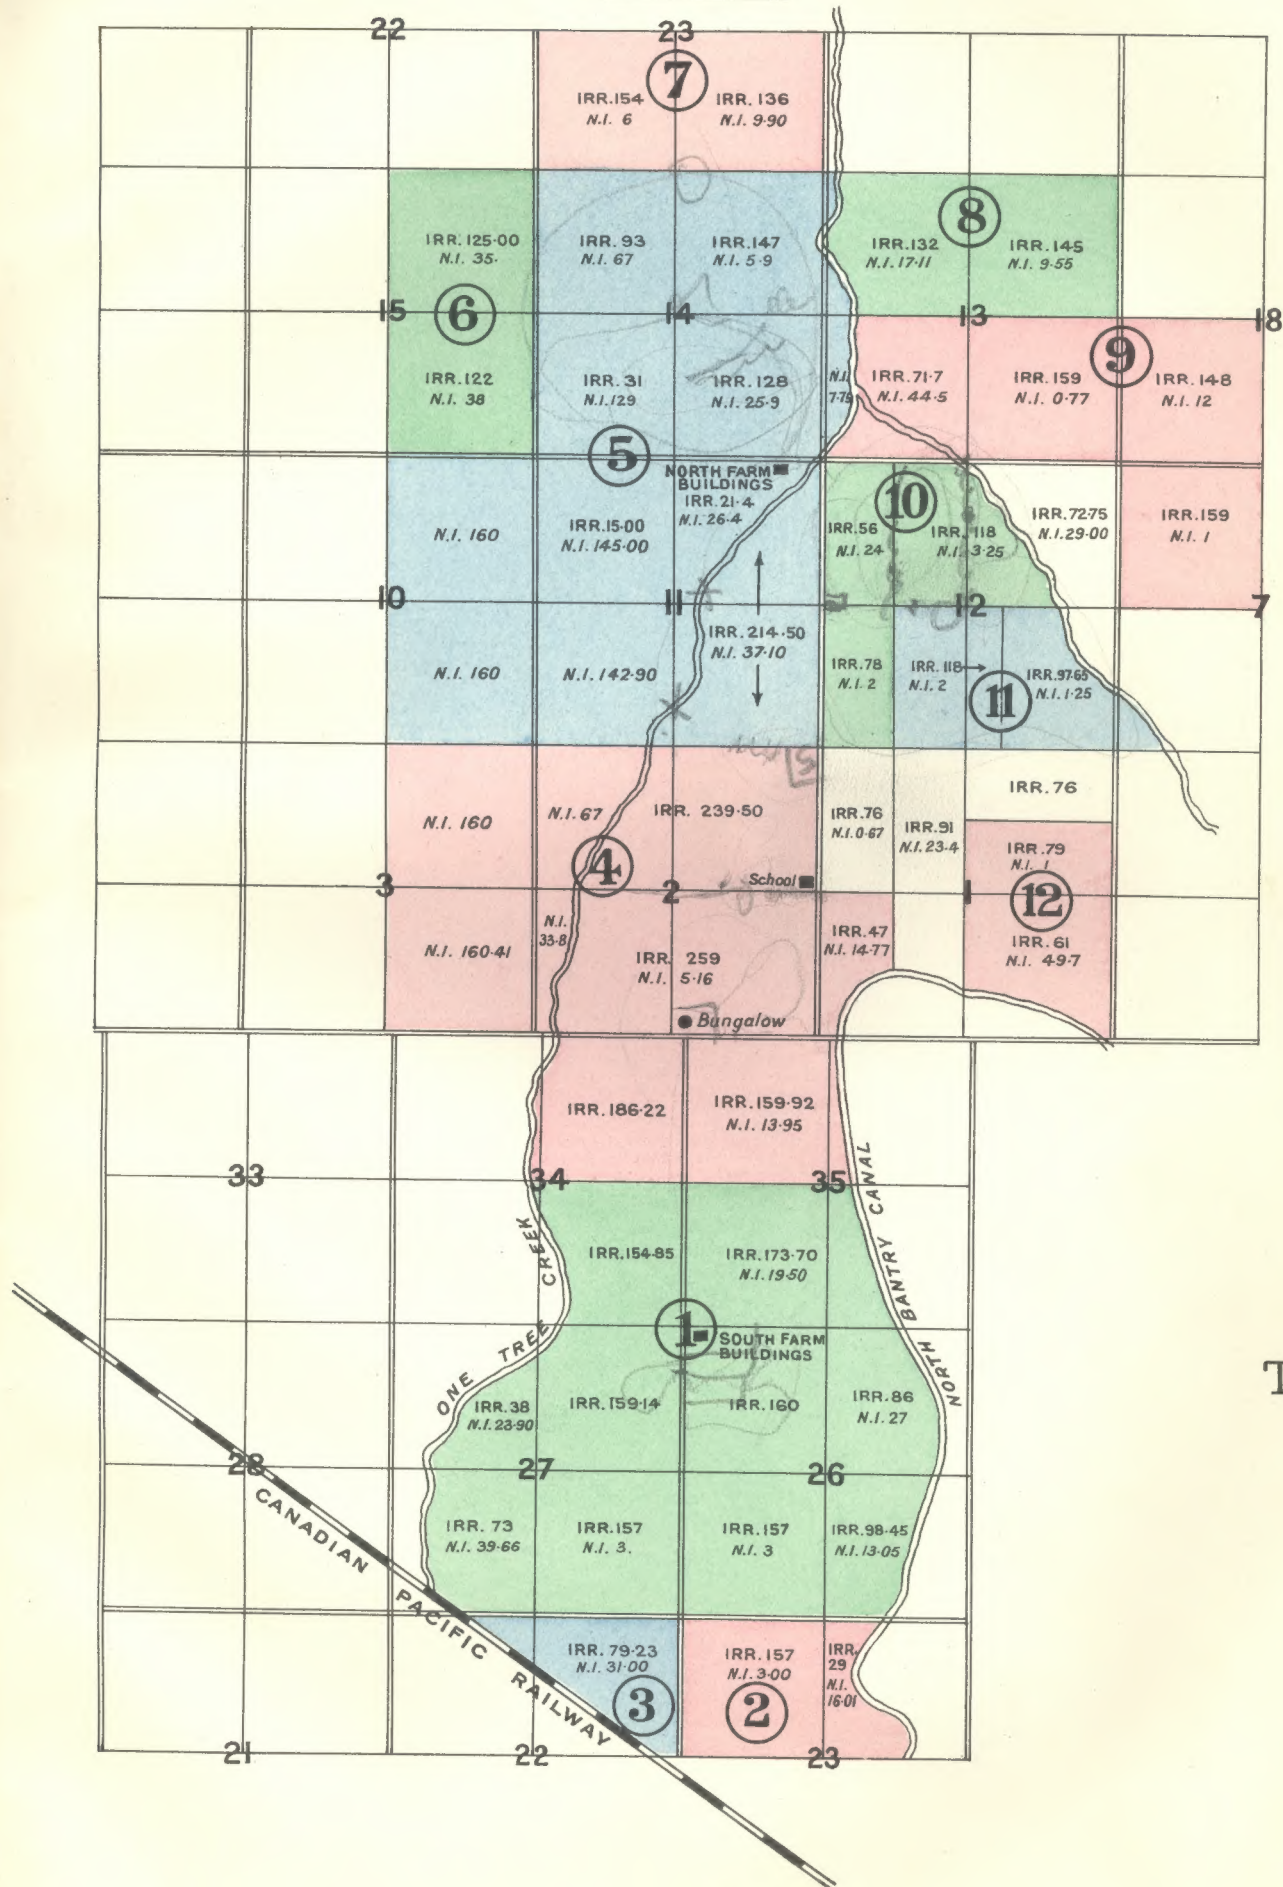 22
23
7
IRR. 154
N.I. 6
IRR. 136
N.I. 9·90
IRR. 125·00
N.I. 35·
IRR. 93
N.I. 67
IRR. 147
N.I. 5·9
IRR. 132
N.I. 17·11
8
IRR. 145
N.I. 9·55
15
6
14
13
18
IRR. 122
N.I. 38
IRR. 31
N.I. 129
IRR. 128
N.I. 25·9
N.I.
7·75
IRR. 71·7
N.I. 44·5
IRR. 159
N.I. 0·77
9
IRR. 148
N.I. 12
5
NORTH FARM
BUILDINGS
IRR. 21·4
N.I. 26·4
N.I. 160
IRR. 15·00
N.I. 145·00
10
IRR. 56
N.I. 24
IRR. 118
N.I. 3·25
IRR. 72·75
N.I. 29·00
IRR. 159
N.I. 1
10
11
12
7
IRR. 214·50
N.I. 37·10
N.I. 160
N.I. 142·90
IRR. 78
N.I. 2
IRR. 118
N.I. 2
11
IRR. 97·65
N.I. 1·25
N.I. 160
N.I. 67
IRR. 239·50
IRR. 76
N.I. 0·67
IRR. 91
N.I. 23·4
IRR. 76
IRR. 79
N.I. 1
4
School
3
2
1
12
N.I. 160·41
N.I.
33·8
IRR. 259
N.I. 5·16
IRR. 47
N.I. 14·77
IRR. 61
N.I. 49·7
Bungalow
IRR. 186·22
IRR. 159·92
N.I. 13·95
33
34
35
ONE TREE CREEK
NORTH BANTRY CANAL
IRR. 154·85
IRR. 173·70
N.I. 19·50
1
SOUTH FARM
BUILDINGS
T
IRR. 38
N.I. 23·90
IRR. 159·14
IRR. 160
IRR. 86
N.I. 27
28
27
26
CANADIAN PACIFIC RAILWAY
IRR. 73
N.I. 39·66
IRR. 157
N.I. 3.
IRR. 157
N.I. 3
IRR. 98·45
N.I. 13·05
IRR. 79·23
N.I. 31·00
3
IRR. 157
N.I. 3·00
2
IRR.
29
N.I.
16·01
21
22
23